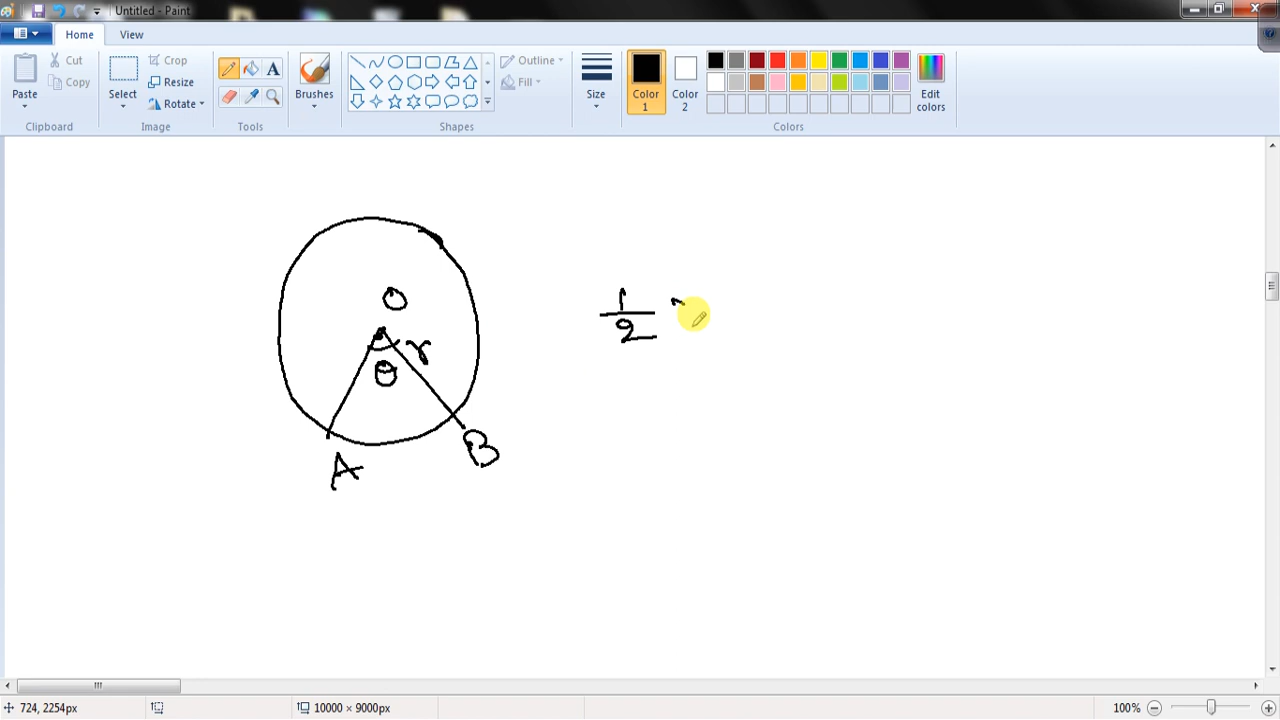 Untitled - Paint
Home View
Paste
Cut
Copy
Clipboard
Select
Crop
Resize
Rotate
Image
A
Tools
Brushes
Outline
Fill
Shapes
Size
Color 1
Color 2
Edit colors
Colors
O
r
θ
A
B
1
2
724, 2254px
10000 × 9000px
100%